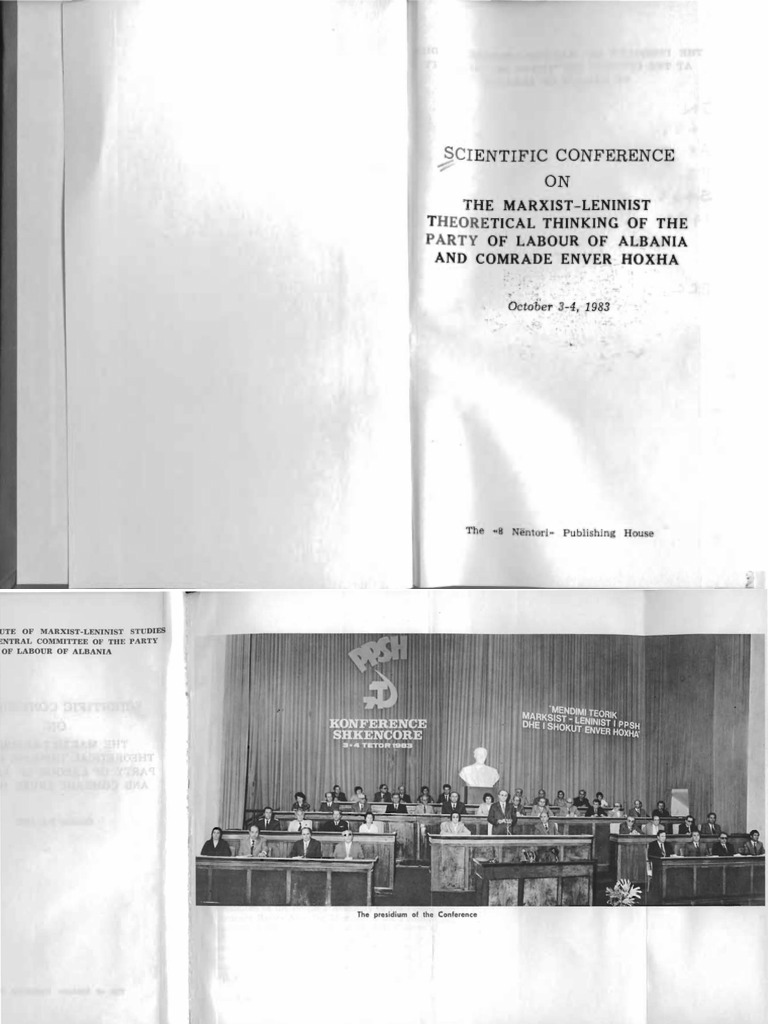 SCIENTIFIC CONFERENCE
ON
THE MARXIST-LENINIST
THEORETICAL THINKING OF THE
PARTY OF LABOUR OF ALBANIA
AND COMRADE ENVER HOXHA
October 3-4, 1983
The «8 Nëntori» Publishing House
UTE OF MARXIST-LENINIST STUDIES
ENTRAL COMMITTEE OF THE PARTY
OF LABOUR OF ALBANIA
PPSH
KONFERENCE
SHKENCORE
3-4 TETOR 1983
"MENDIMI TEORIK
MARKSIST-LENINIST I PPSH
DHE I SHOKUT ENVER HOXHA"
The presidium of the Conference